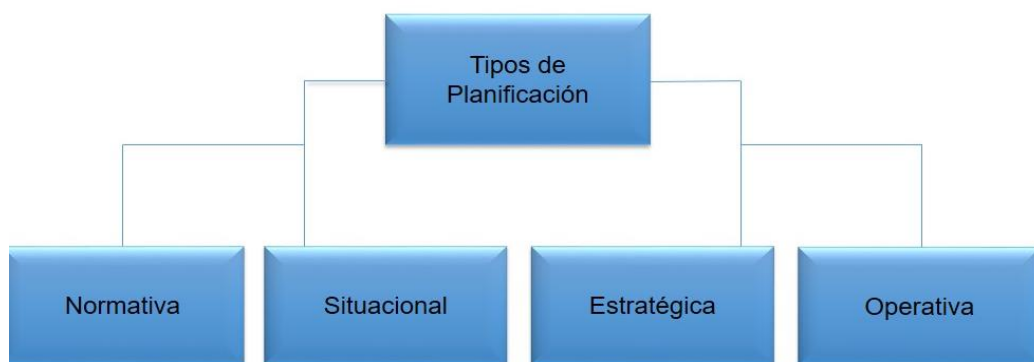 Tipos de
Planificación
Normativa
Situacional
Estratégica
Operativa